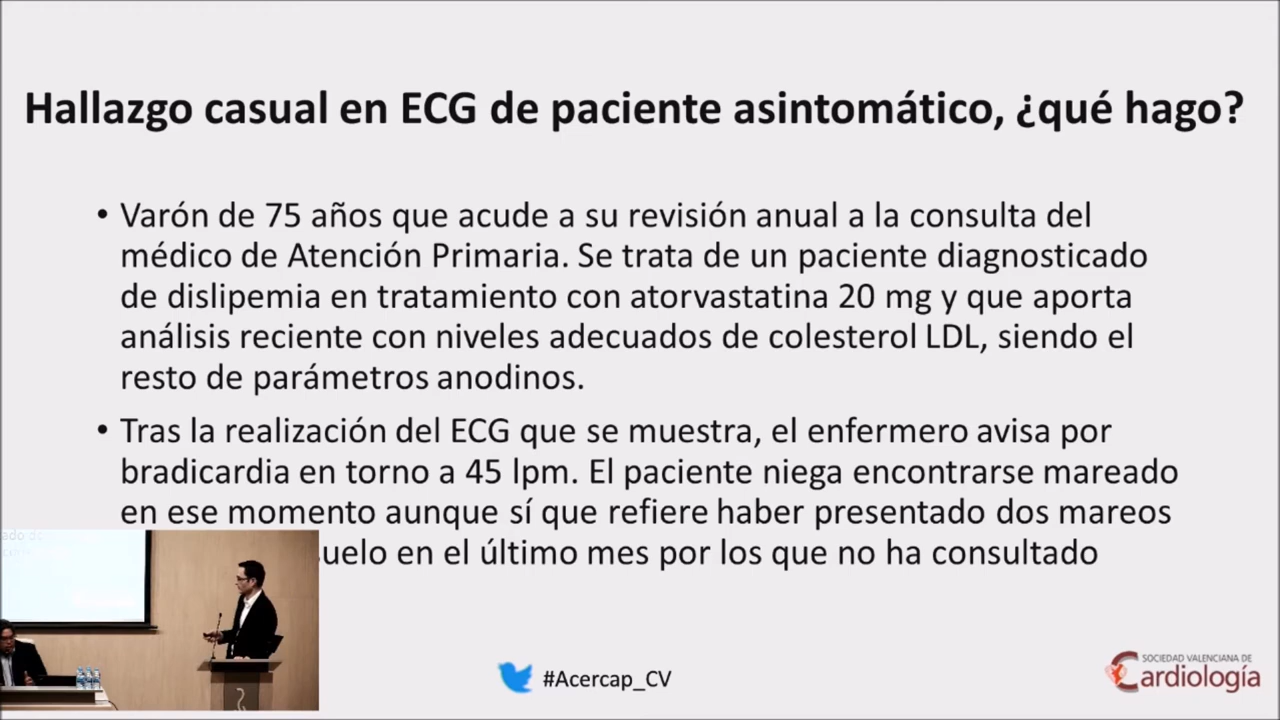 Hallazgo casual en ECG de paciente asintomático, ¿qué hago?
• Varón de 75 años que acude a su revisión anual a la consulta del
médico de Atención Primaria. Se trata de un paciente diagnosticado
de dislipemia en tratamiento con atorvastatina 20 mg y que aporta
análisis reciente con niveles adecuados de colesterol LDL, siendo el
resto de parámetros anodinos.
• Tras la realización del ECG que se muestra, el enfermero avisa por
bradicardia en torno a 45 lpm. El paciente niega encontrarse mareado
en ese momento aunque sí que refiere haber presentado dos mareos
en el último mes por los que no ha consultado
#Acercap_CV
SOCIEDAD VALENCIANA DE
Cardiología